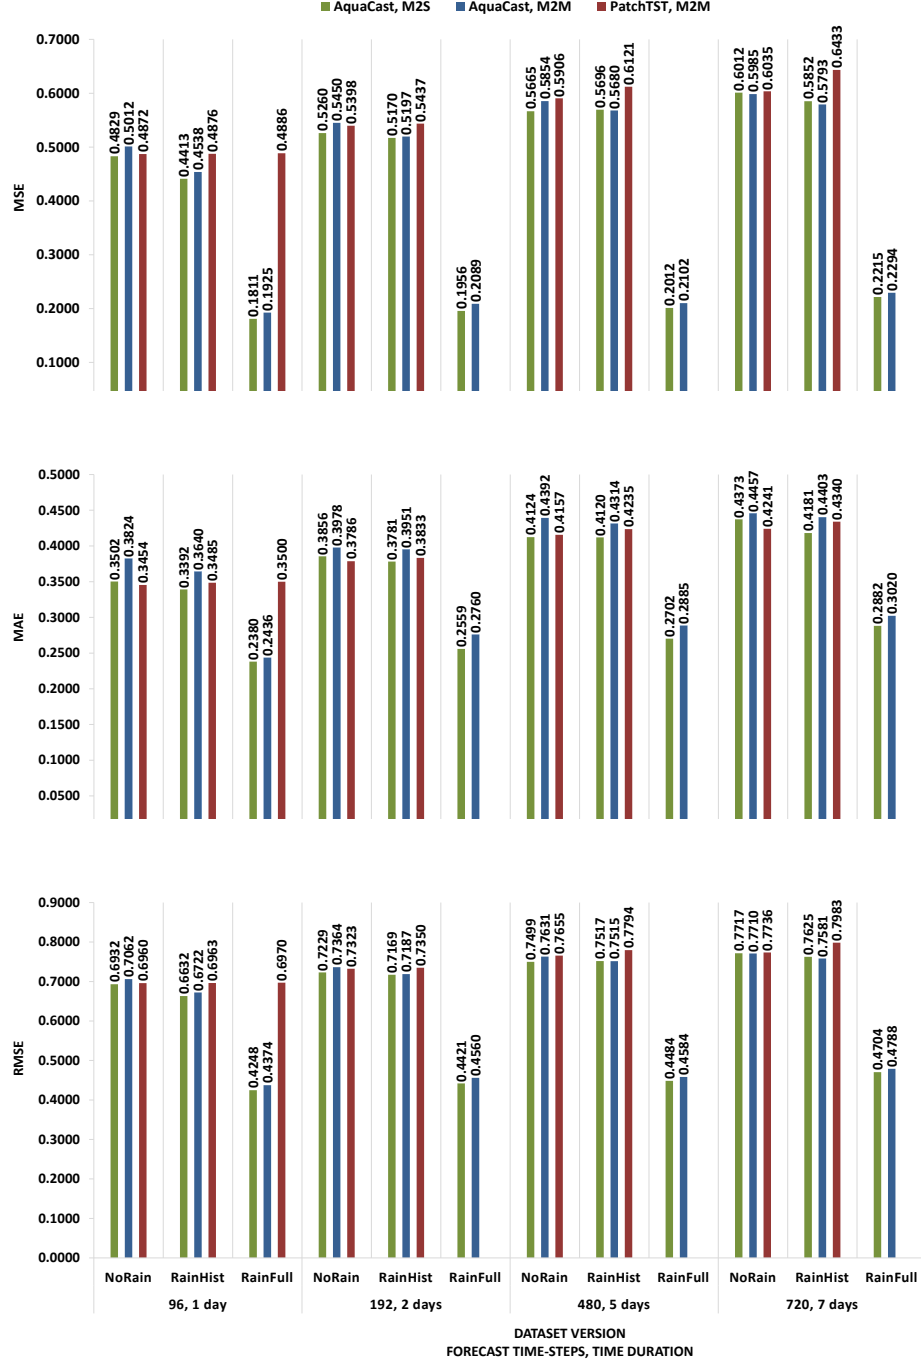 AquaCast, M2S AquaCast, M2M PatchTST, M2M
MSE
0.7000
0.6000
0.5000
0.4000
0.3000
0.2000
0.1000
0.4829 0.5012 0.4872
0.4413 0.4538 0.4876
0.1811 0.1925 0.4886
0.5260 0.5450 0.5398
0.5170 0.5197 0.5437
0.1956 0.2089
0.5665 0.5854 0.5906
0.5696 0.5680 0.6121
0.2012 0.2102
0.6012 0.5985 0.6035
0.5852 0.5793 0.6433
0.2215 0.2294
MAE
0.5000
0.4500
0.4000
0.3500
0.3000
0.2500
0.2000
0.1500
0.1000
0.0500
0.3502 0.3824 0.3454
0.3392 0.3640 0.3485
0.2380 0.2436 0.3500
0.3856 0.3978 0.3786
0.3781 0.3951 0.3833
0.2559 0.2760
0.4124 0.4392 0.4157
0.4120 0.4314 0.4235
0.2702 0.2885
0.4373 0.4457 0.4241
0.4181 0.4403 0.4340
0.2882 0.3020
RMSE
0.9000
0.8000
0.7000
0.6000
0.5000
0.4000
0.3000
0.2000
0.1000
0.0000
0.6932 0.7062 0.6960
0.6632 0.6722 0.6963
0.4248 0.4374 0.6970
0.7229 0.7364 0.7323
0.7169 0.7187 0.7350
0.4421 0.4560
0.7499 0.7631 0.7655
0.7517 0.7515 0.7794
0.4484 0.4584
0.7717 0.7710 0.7736
0.7625 0.7581 0.7983
0.4704 0.4788
NoRain RainHist RainFull NoRain RainHist RainFull NoRain RainHist RainFull NoRain RainHist RainFull
96, 1 day 192, 2 days 480, 5 days 720, 7 days
DATASET VERSION
FORECAST TIME-STEPS, TIME DURATION